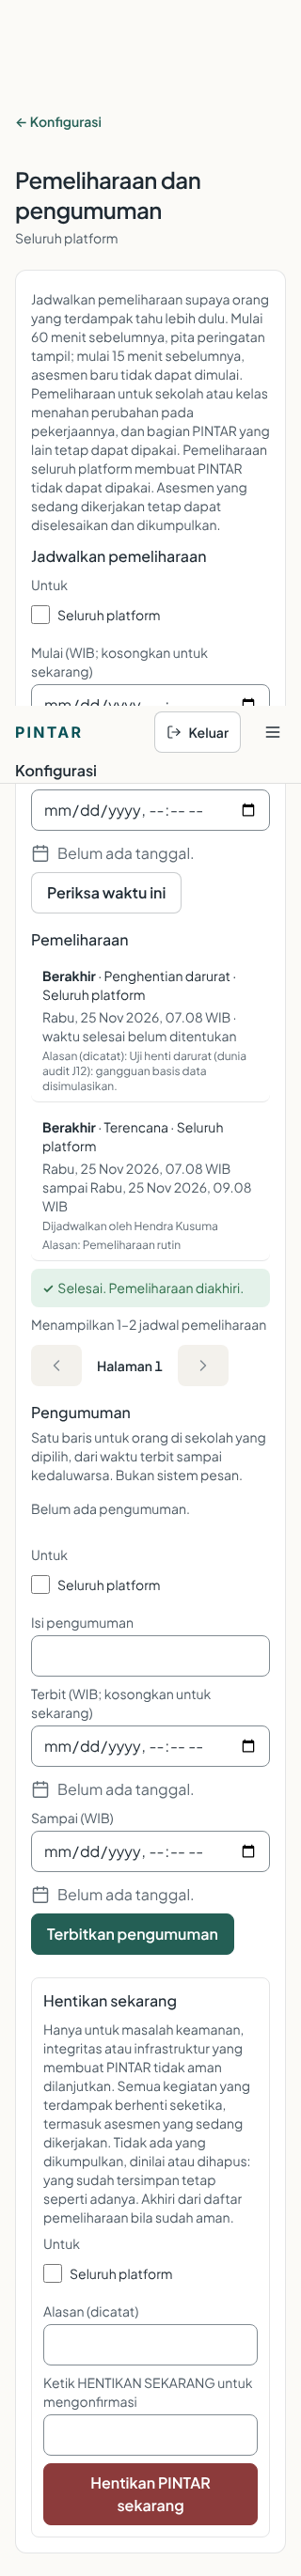 ← Konfigurasi
Pemeliharaan dan
pengumuman
Seluruh platform
Jadwalkan pemeliharaan supaya orang
yang terdampak tahu lebih dulu. Mulai
60 menit sebelumnya, pita peringatan
tampil; mulai 15 menit sebelumnya,
asesmen baru tidak dapat dimulai.
Pemeliharaan untuk sekolah atau kelas
menahan perubahan pada
pekerjaannya, dan bagian PINTAR yang
lain tetap dapat dipakai. Pemeliharaan
seluruh platform membuat PINTAR
tidak dapat dipakai. Asesmen yang
sedang dikerjakan tetap dapat
diselesaikan dan dikumpulkan.
Jadwalkan pemeliharaan
Untuk
Seluruh platform
Mulai (WIB; kosongkan untuk
sekarang)
mm/dd/yyyy, --:-- --
PINTAR
Keluar
Konfigurasi
mm/dd/yyyy, --:-- --
Belum ada tanggal.
Periksa waktu ini
Pemeliharaan
Berakhir · Penghentian darurat ·
Seluruh platform
Rabu, 25 Nov 2026, 07.08 WIB ·
waktu selesai belum ditentukan
Alasan (dicatat): Uji henti darurat (dunia
audit J12): gangguan basis data
disimulasikan.
Berakhir · Terencana · Seluruh
platform
Rabu, 25 Nov 2026, 07.08 WIB
sampai Rabu, 25 Nov 2026, 09.08
WIB
Dijadwalkan oleh Hendra Kusuma
Alasan: Pemeliharaan rutin
✓ Selesai. Pemeliharaan diakhiri.
Menampilkan 1–2 jadwal pemeliharaan
Halaman 1
Pengumuman
Satu baris untuk orang di sekolah yang
dipilih, dari waktu terbit sampai
kedaluwarsa. Bukan sistem pesan.
Belum ada pengumuman.
Untuk
Seluruh platform
Isi pengumuman
Terbit (WIB; kosongkan untuk
sekarang)
mm/dd/yyyy, --:-- --
Belum ada tanggal.
Sampai (WIB)
mm/dd/yyyy, --:-- --
Belum ada tanggal.
Terbitkan pengumuman
Hentikan sekarang
Hanya untuk masalah keamanan,
integritas atau infrastruktur yang
membuat PINTAR tidak aman
dilanjutkan. Semua kegiatan yang
terdampak berhenti seketika,
termasuk asesmen yang sedang
dikerjakan. Tidak ada yang
dikumpulkan, dinilai atau dihapus:
yang sudah tersimpan tetap
seperti adanya. Akhiri dari daftar
pemeliharaan bila sudah aman.
Untuk
Seluruh platform
Alasan (dicatat)
Ketik HENTIKAN SEKARANG untuk
mengonfirmasi
Hentikan PINTAR
sekarang